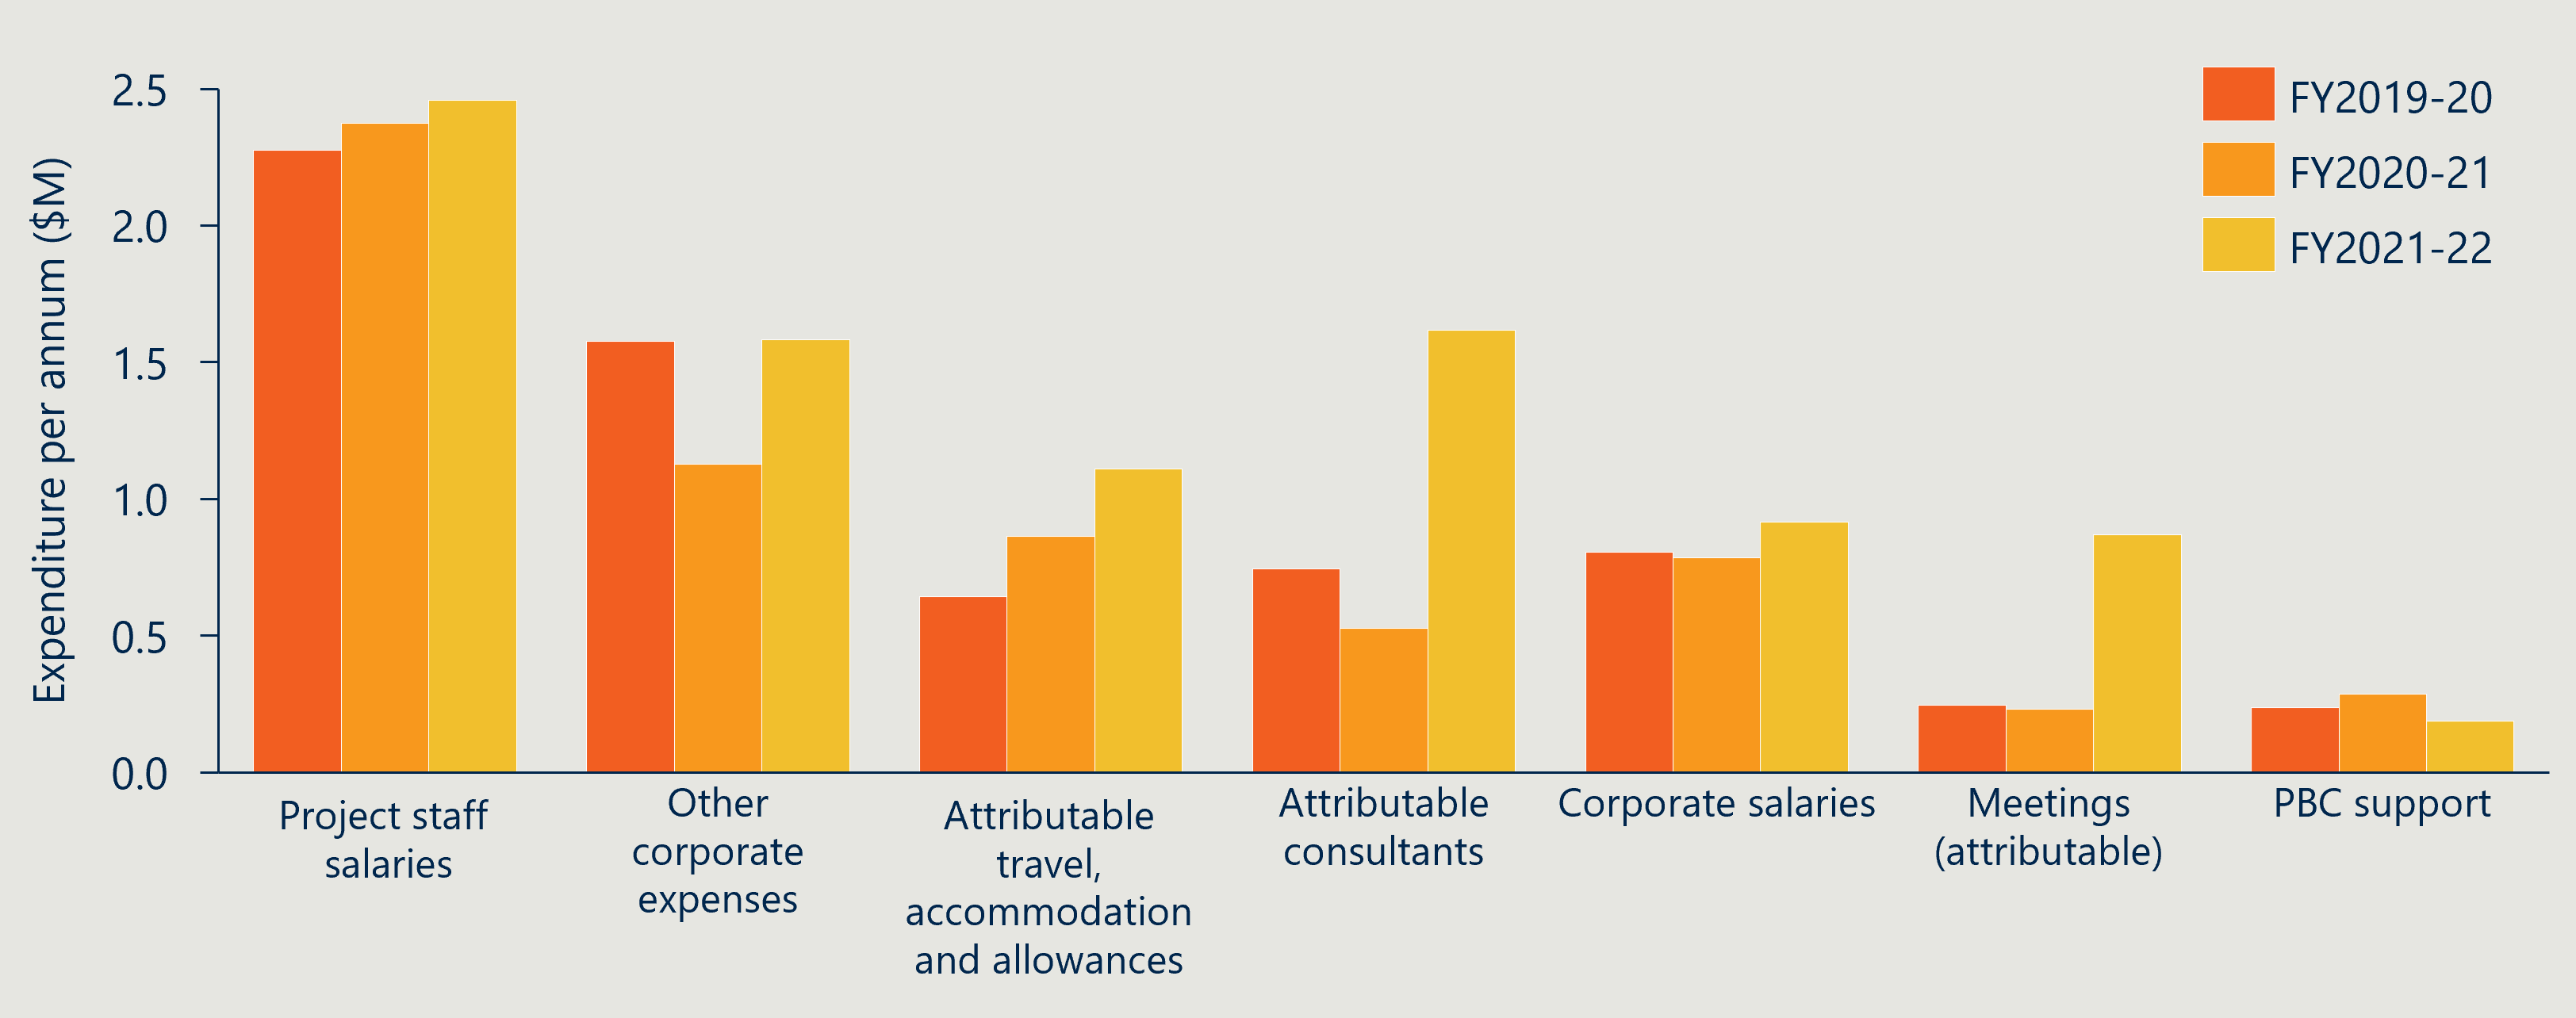 2.5
2.0
1.5
1.0
0.5
0.0
Expenditure per annum ($M)
FY2019-20
FY2020-21
FY2021-22
Project staff
salaries
Other
corporate
expenses
Attributable
travel,
accommodation
and allowances
Attributable
consultants
Corporate salaries
Meetings
(attributable)
PBC support